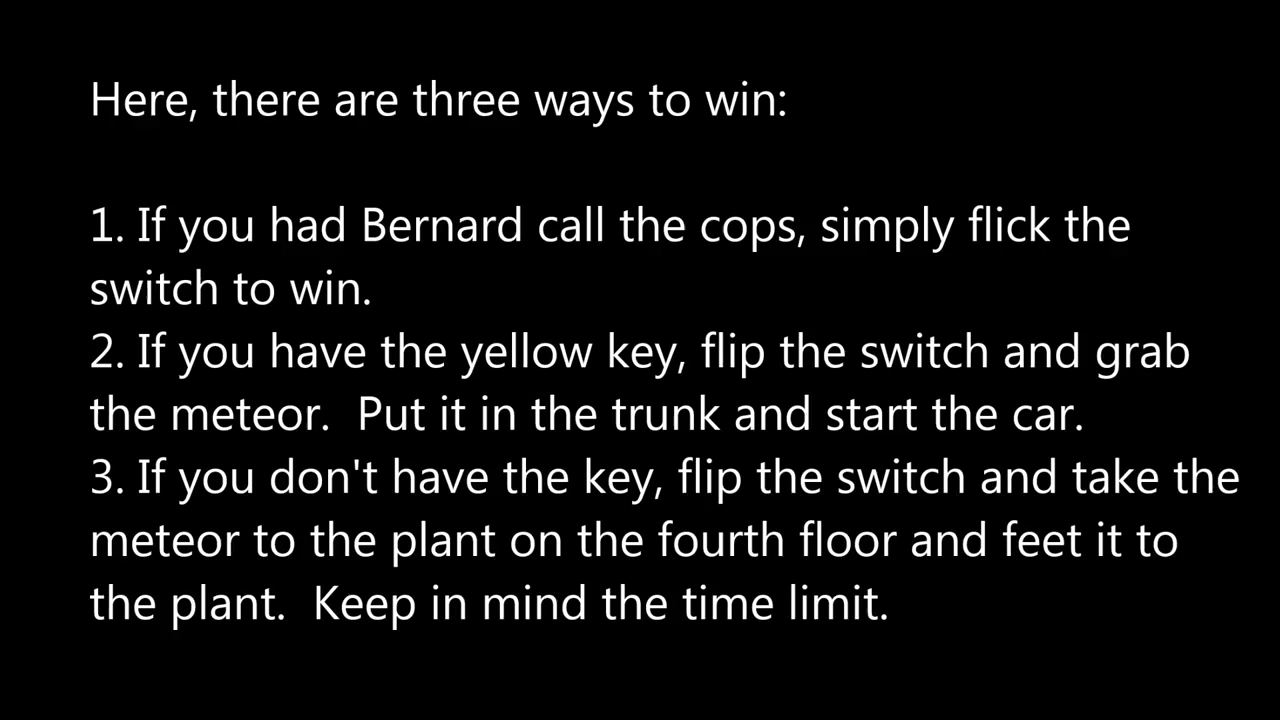 Here, there are three ways to win:
1. If you had Bernard call the cops, simply flick the
switch to win.
2. If you have the yellow key, flip the switch and grab
the meteor.  Put it in the trunk and start the car.
3. If you don't have the key, flip the switch and take the
meteor to the plant on the fourth floor and feet it to
the plant.  Keep in mind the time limit.